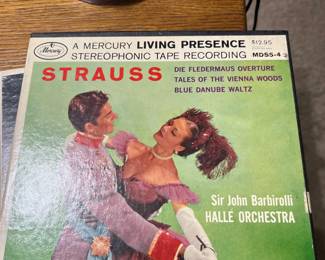 Mercury
A MERCURY LIVING PRESENCE
STEREOPHONIC TAPE RECORDING
$12.95
MDS5-4
STRAUSS
DIE FLEDERMAUS OVERTURE
TALES OF THE VIENNA WOODS
BLUE DANUBE WALTZ
Sir John Barbirolli
HALLÉ ORCHESTRA